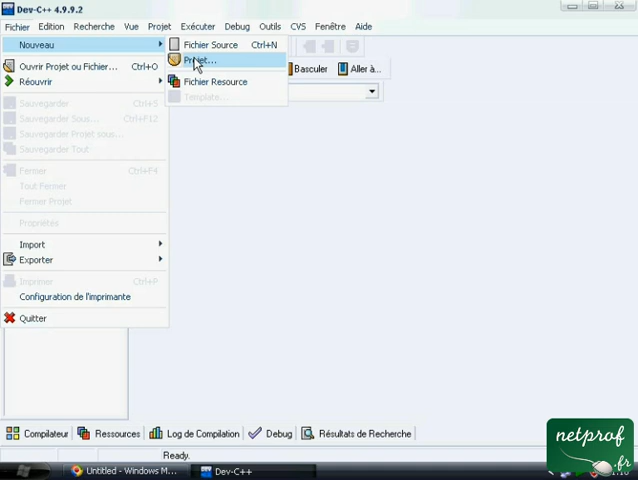 Dev-C++ 4.9.9.2
Fichier Edition Recherche Vue Projet Exécuter Debug Outils CVS Fenêtre Aide
Nouveau
Fichier Source Ctrl+N
Projet...
Fichier Resource
Template...
Basculer Aller à...
Ouvrir Projet ou Fichier... Ctrl+O
Réouvrir
Sauvegarder Ctrl+S
Sauvegarder Sous... Ctrl+F12
Sauvegarder Projet sous...
Sauvegarder Tout
Fermer Ctrl+F4
Tout Fermer
Fermer Projet
Propriétés
Import
Exporter
Imprimer Ctrl+P
Configuration de l'imprimante
Quitter
Compilateur Ressources Log de Compilation Debug Résultats de Recherche
Ready.
Untitled - Windows M... Dev-C++
netprof
.fr